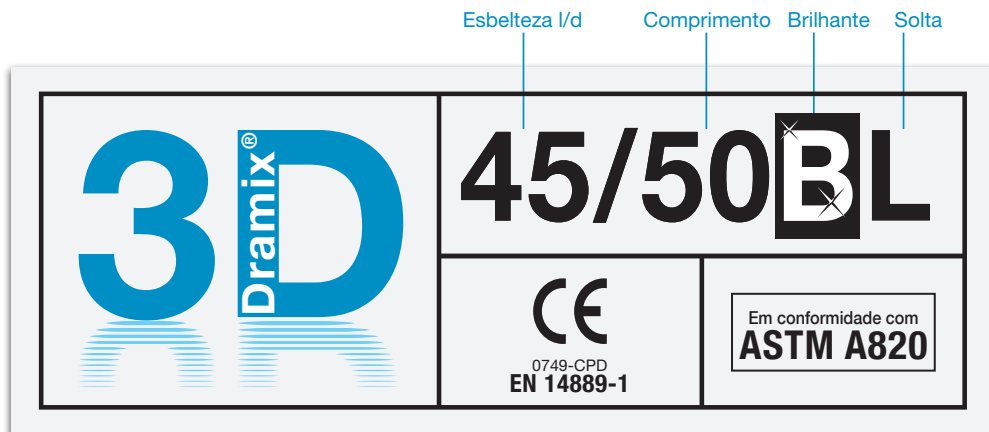 Esbelteza l/d Comprimento Brilhante Solta
3D
Dramix®
45/50BL
CE
0749-CPD
EN 14889-1
Em conformidade com
ASTM A820